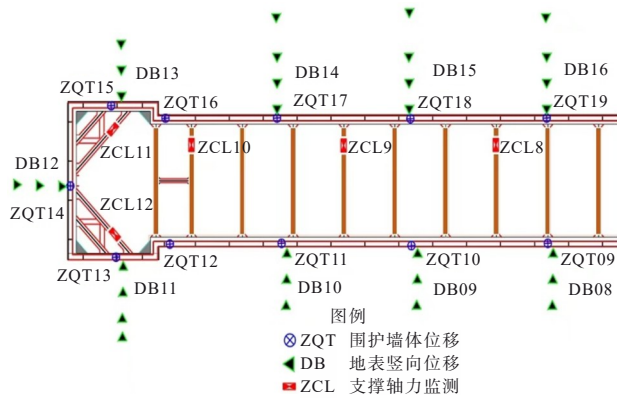 DB13
DB14
DB15
DB16
ZQT15
ZQT16
ZQT17
ZQT18
ZQT19
ZCL11
ZCL10
ZCL9
ZCL8
DB12
ZCL12
ZQT14
ZQT13
ZQT12
ZQT11
ZQT10
ZQT09
DB11
DB10
DB09
DB08
图例
ZQT 围护墙体位移
DB 地表竖向位移
ZCL 支撑轴力监测